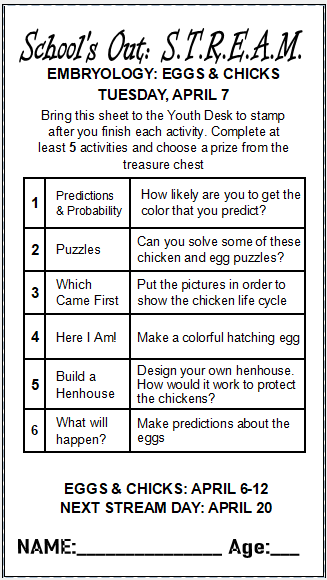 School's Out: S.T.R.E.A.M.
EMBRYOLOGY: EGGS & CHICKS
TUESDAY, APRIL 7
Bring this sheet to the Youth Desk to stamp
after you finish each activity. Complete at
least 5 activities and choose a prize from the
treasure chest
1 Predictions
& Probability
How likely are you to get the
color that you predict?
2 Puzzles
Can you solve some of these
chicken and egg puzzles?
3 Which
Came First
Put the pictures in order to
show the chicken life cycle
4 Here I Am!
Make a colorful hatching egg
5 Build a
Henhouse
Design your own henhouse.
How would it work to protect
the chickens?
6 What will
happen?
Make predictions about the
eggs
EGGS & CHICKS: APRIL 6-12
NEXT STREAM DAY: APRIL 20
NAME:_______________ Age:___